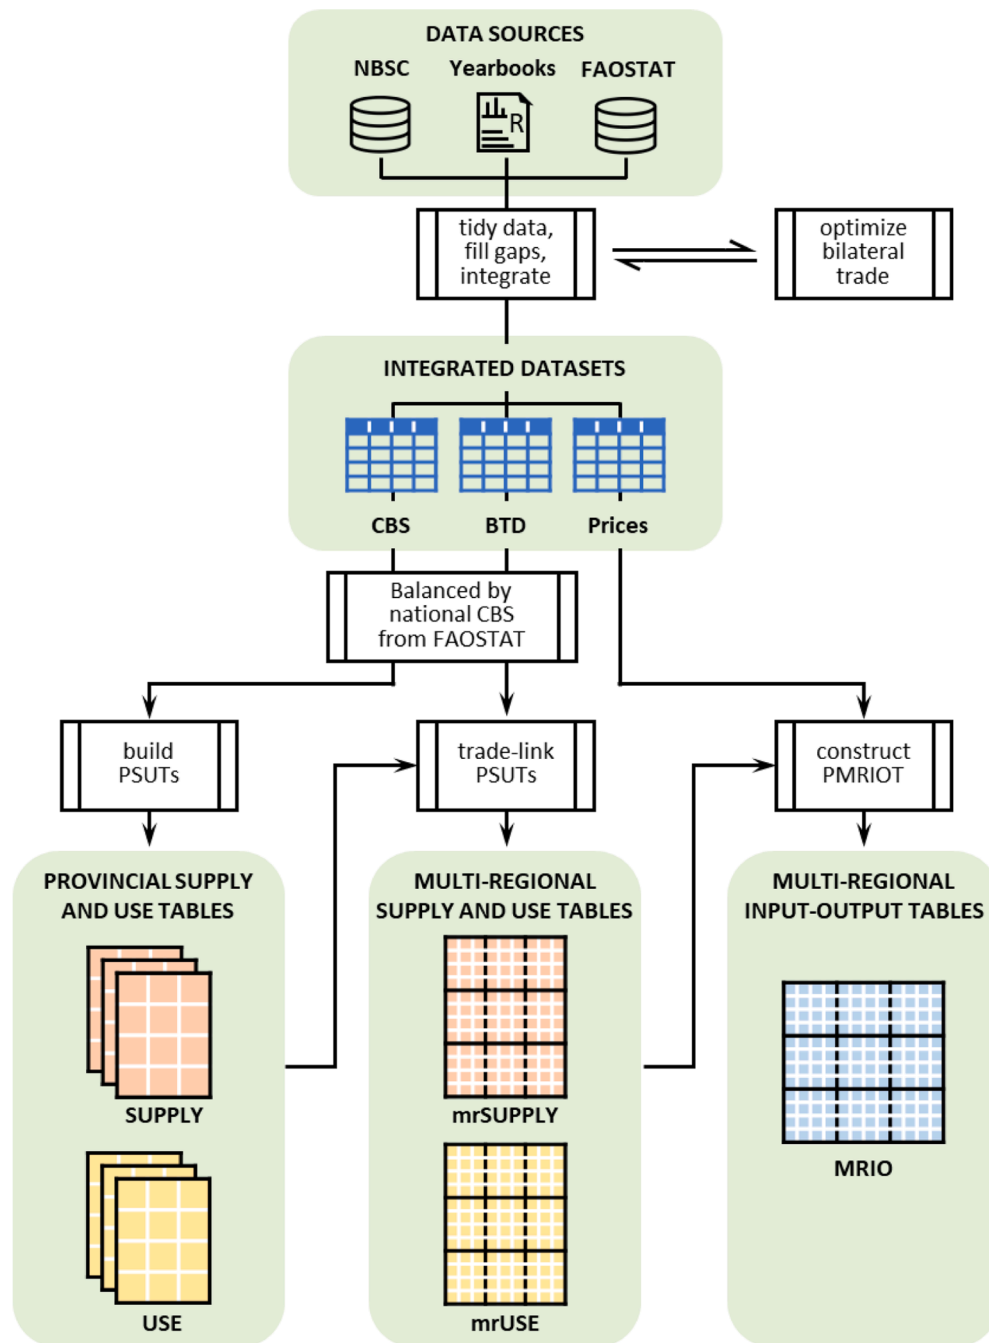 DATA SOURCES
NBSC
Yearbooks
FAOSTAT
R
tidy data,
fill gaps,
integrate
optimize
bilateral
trade
INTEGRATED DATASETS
CBS
BTD
Prices
Balanced by
national CBS
from FAOSTAT
build
PSUTs
trade-link
PSUTs
construct
PMRIOT
PROVINCIAL SUPPLY
AND USE TABLES
SUPPLY
USE
MULTI-REGIONAL
SUPPLY AND USE TABLES
mrSUPPLY
mrUSE
MULTI-REGIONAL
INPUT-OUTPUT TABLES
MRIO